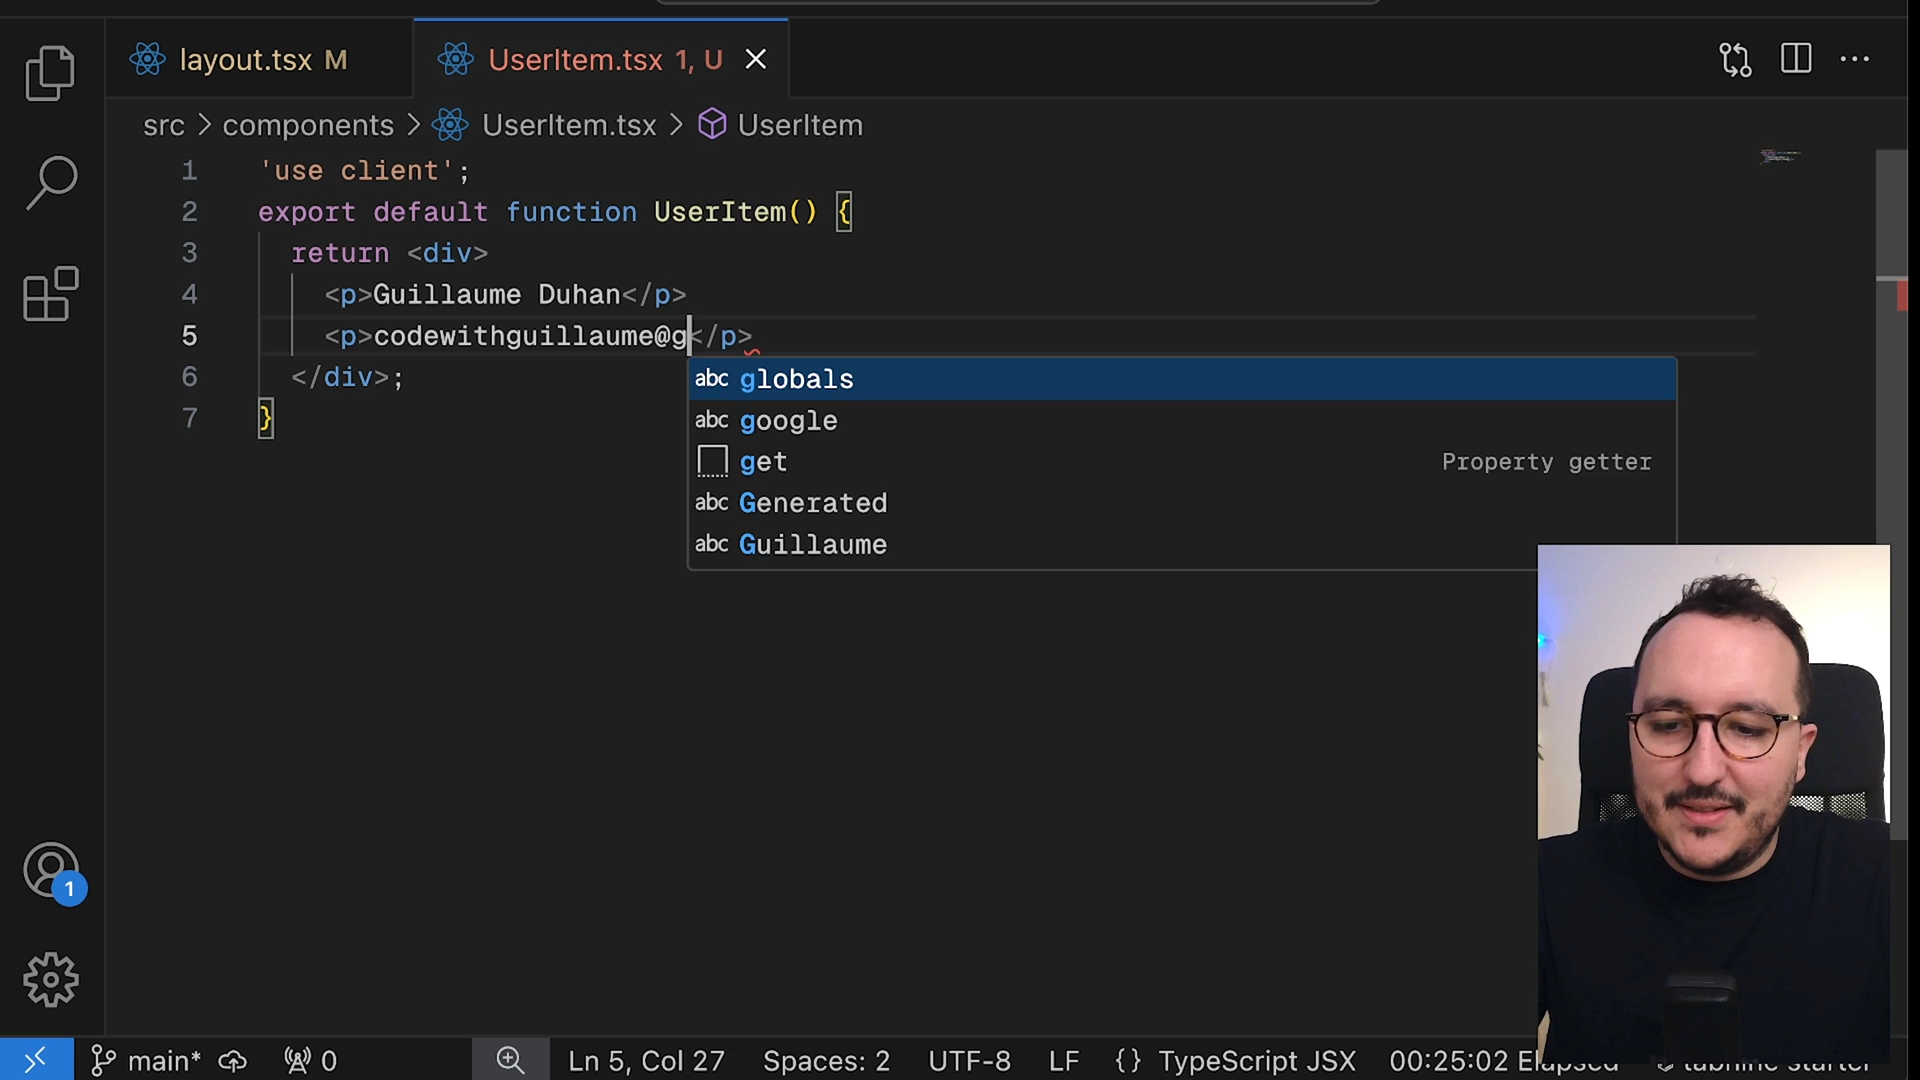 layout.tsx M
UserItem.tsx 1, U
src > components > UserItem.tsx > UserItem
1 'use client';
2 export default function UserItem() {
3 return <div>
4 <p>Guillaume Duhan</p>
5 <p>codewithguillaume@g</p>
6 </div>;
7 }
abc globals
abc google
get Property getter
abc Generated
abc Guillaume
1
main* 0 Ln 5, Col 27 Spaces: 2 UTF-8 LF {} TypeScript JSX 00:25:02 Elapsed tabnine starter